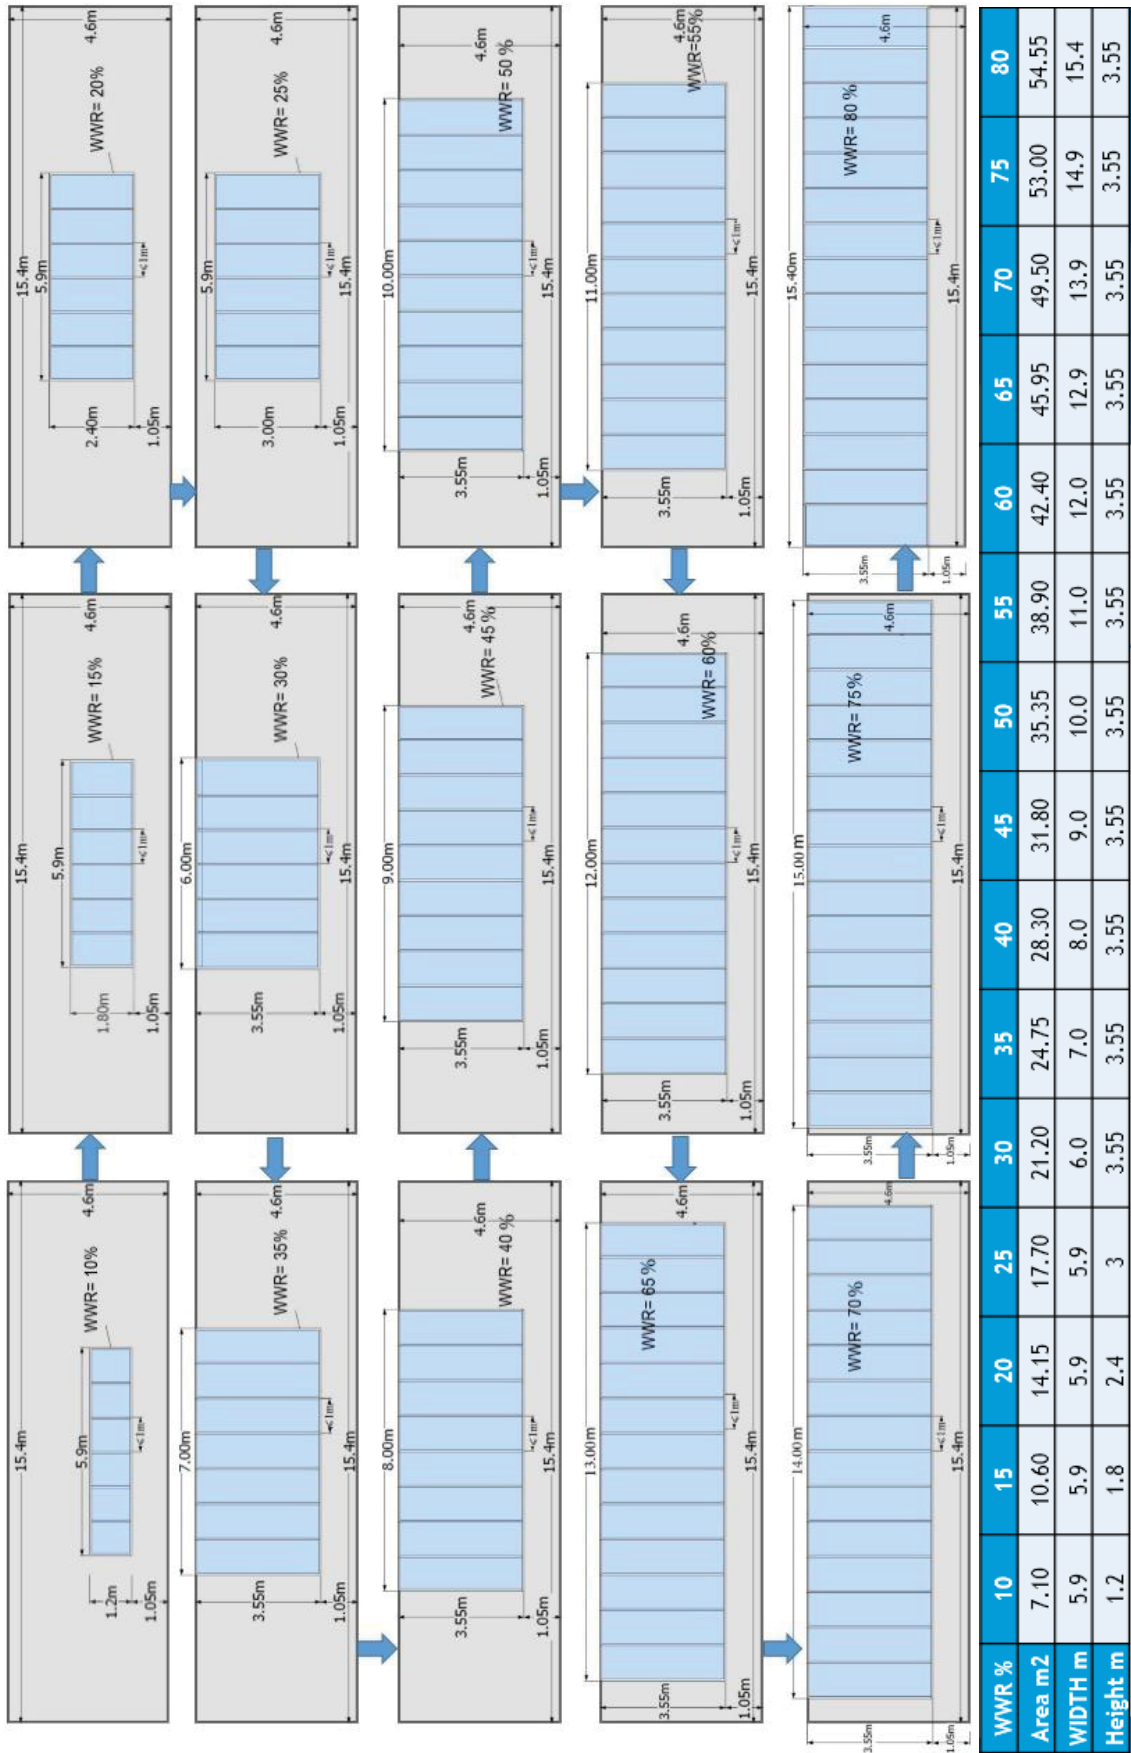 15.4m
5.9m
WWR= 10%
4.6m
1.2m
1.05m
≤1m
15.4m
5.9m
WWR= 15%
4.6m
1.80m
1.05m
≤1m
15.4m
5.9m
WWR= 20%
4.6m
2.40m
1.05m
≤1m
7.00m
WWR= 35%
4.6m
3.55m
1.05m
≤1m
15.4m
6.00m
WWR= 30%
4.6m
3.55m
1.05m
≤1m
15.4m
5.9m
WWR= 25%
4.6m
3.00m
1.05m
≤1m
15.4m
8.00m
WWR= 40 %
4.6m
3.55m
1.05m
≤1m
15.4m
9.00m
WWR= 45 %
4.6m
3.55m
1.05m
≤1m
15.4m
10.00m
WWR= 50 %
4.6m
3.55m
1.05m
≤1m
15.4m
13.00m
WWR= 65 %
4.6m
3.55m
1.05m
≤1m
15.4m
12.00m
WWR= 60%
4.6m
3.55m
1.05m
≤1m
15.4m
11.00m
WWR=55%
4.6m
3.55m
1.05m
≤1m
15.4m
14.00m
WWR= 70 %
4.6m
3.55m
1.05m
≤1m
15.4m
15.00m
WWR= 75 %
4.6m
3.55m
1.05m
≤1m
15.4m
15.40m
WWR= 80 %
4.6m
3.55m
1.05m
≤1m
15.4m
WWR % 10 15 20 25 30 35 40 45 50 55 60 65 70 75 80
Area m2 7.10 10.60 14.15 17.70 21.20 24.75 28.30 31.80 35.35 38.90 42.40 45.95 49.50 53.00 54.55
WIDTH m 5.9 5.9 5.9 5.9 6.0 7.0 8.0 9.0 10.0 11.0 12.0 12.9 13.9 14.9 15.4
Height m 1.2 1.8 2.4 3 3.55 3.55 3.55 3.55 3.55 3.55 3.55 3.55 3.55 3.55 3.55